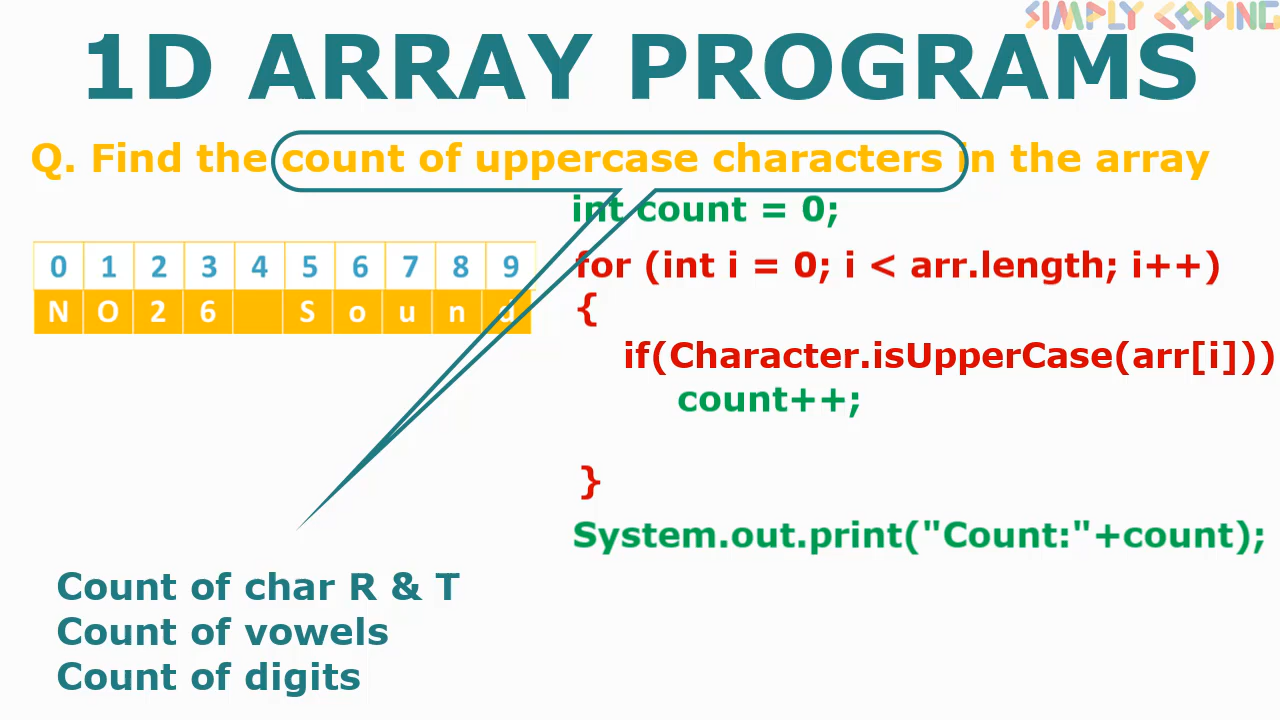 SIMPLY CODING
1D ARRAY PROGRAMS
Q. Find the count of uppercase characters in the array
int count = 0;
0 1 2 3 4 5 6 7 8 9
N O 2 6 S o u n d
for (int i = 0; i < arr.length; i++)
{
if(Character.isUpperCase(arr[i]))
count++;
}
System.out.print("Count:"+count);
Count of char R & T
Count of vowels
Count of digits